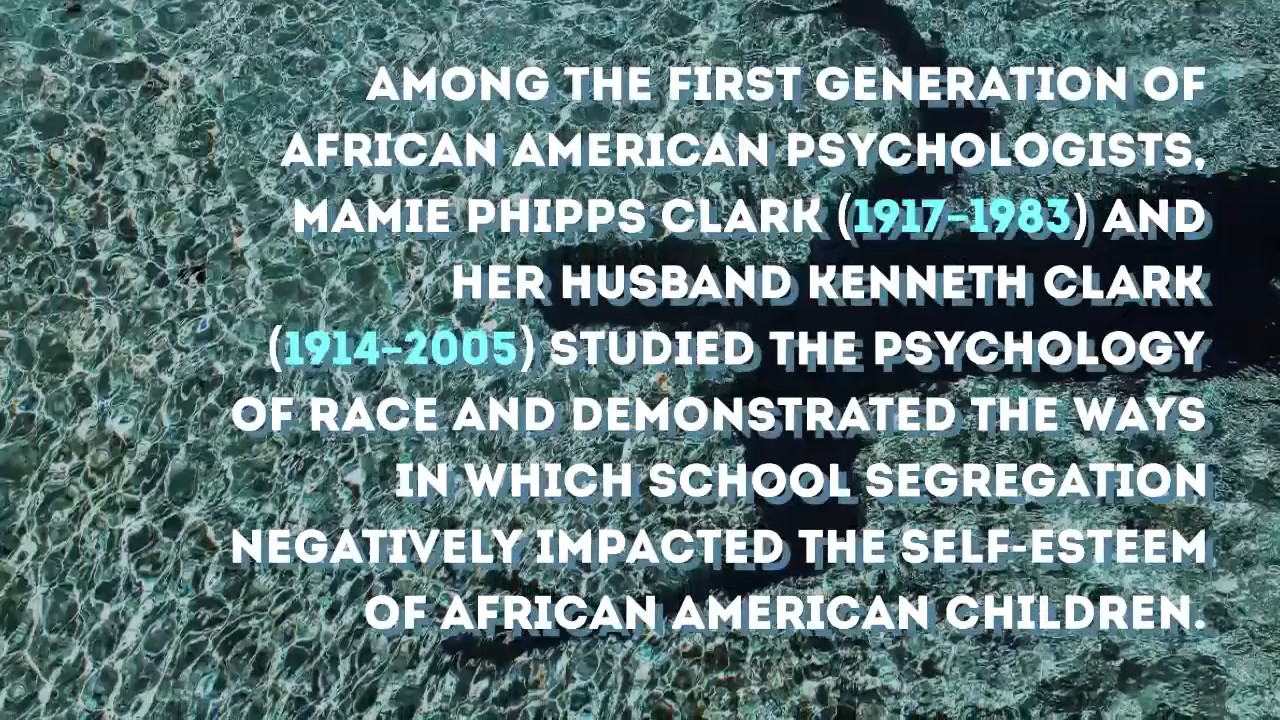 AMONG THE FIRST GENERATION OF
AFRICAN AMERICAN PSYCHOLOGISTS,
MAMIE PHIPPS CLARK (1917–1983) AND
HER HUSBAND KENNETH CLARK
(1914–2005) STUDIED THE PSYCHOLOGY
OF RACE AND DEMONSTRATED THE WAYS
IN WHICH SCHOOL SEGREGATION
NEGATIVELY IMPACTED THE SELF-ESTEEM
OF AFRICAN AMERICAN CHILDREN.